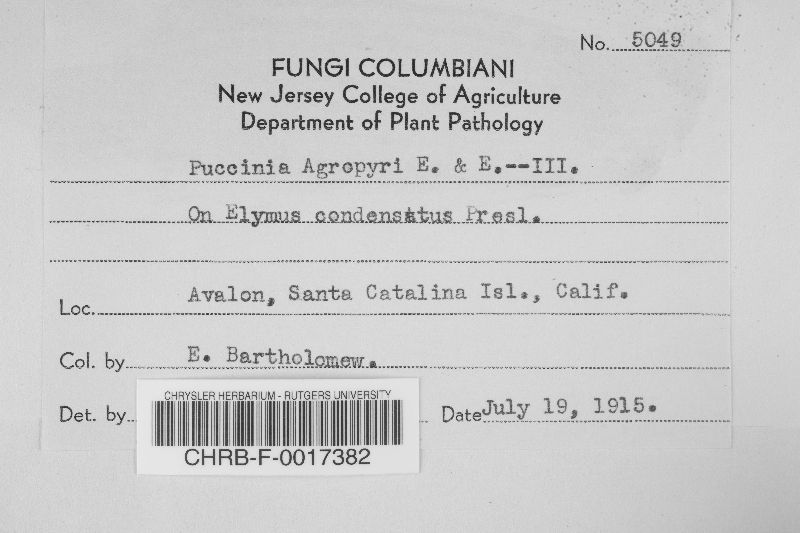 No. 5049
FUNGI COLUMBIANI
New Jersey College of Agriculture
Department of Plant Pathology
Puccinia Agropyri E. & E.--III.
On Elymus condensatus Presl.
Loc. Avalon, Santa Catalina Isl., Calif.
Col. by E. Bartholomew.
Det. by Date July 19, 1915.
CHRYSLER HERBARIUM - RUTGERS UNIVERSITY
CHRB-F-0017382